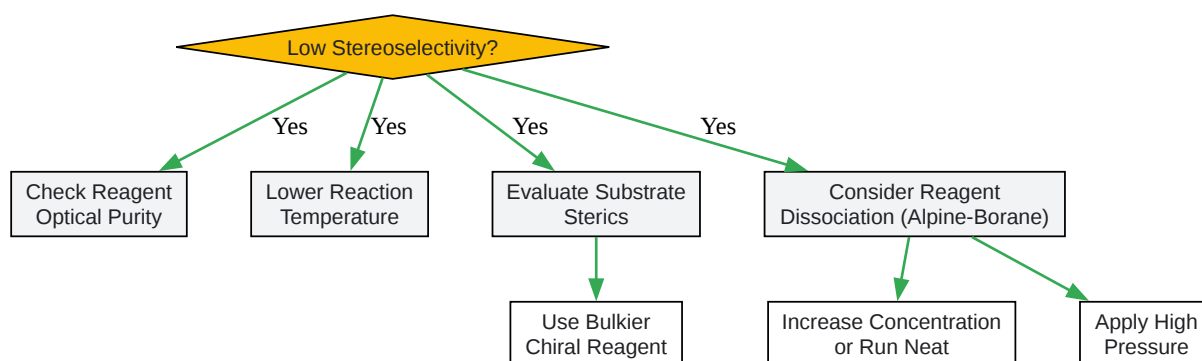 Low Stereoselectivity?
Yes
Yes
Yes
Yes
Check Reagent
Optical Purity
Lower Reaction
Temperature
Evaluate Substrate
Sterics
Consider Reagent
Dissociation (Alpine-Borane)
Use Bulkier
Chiral Reagent
Increase Concentration
or Run Neat
Apply High
Pressure